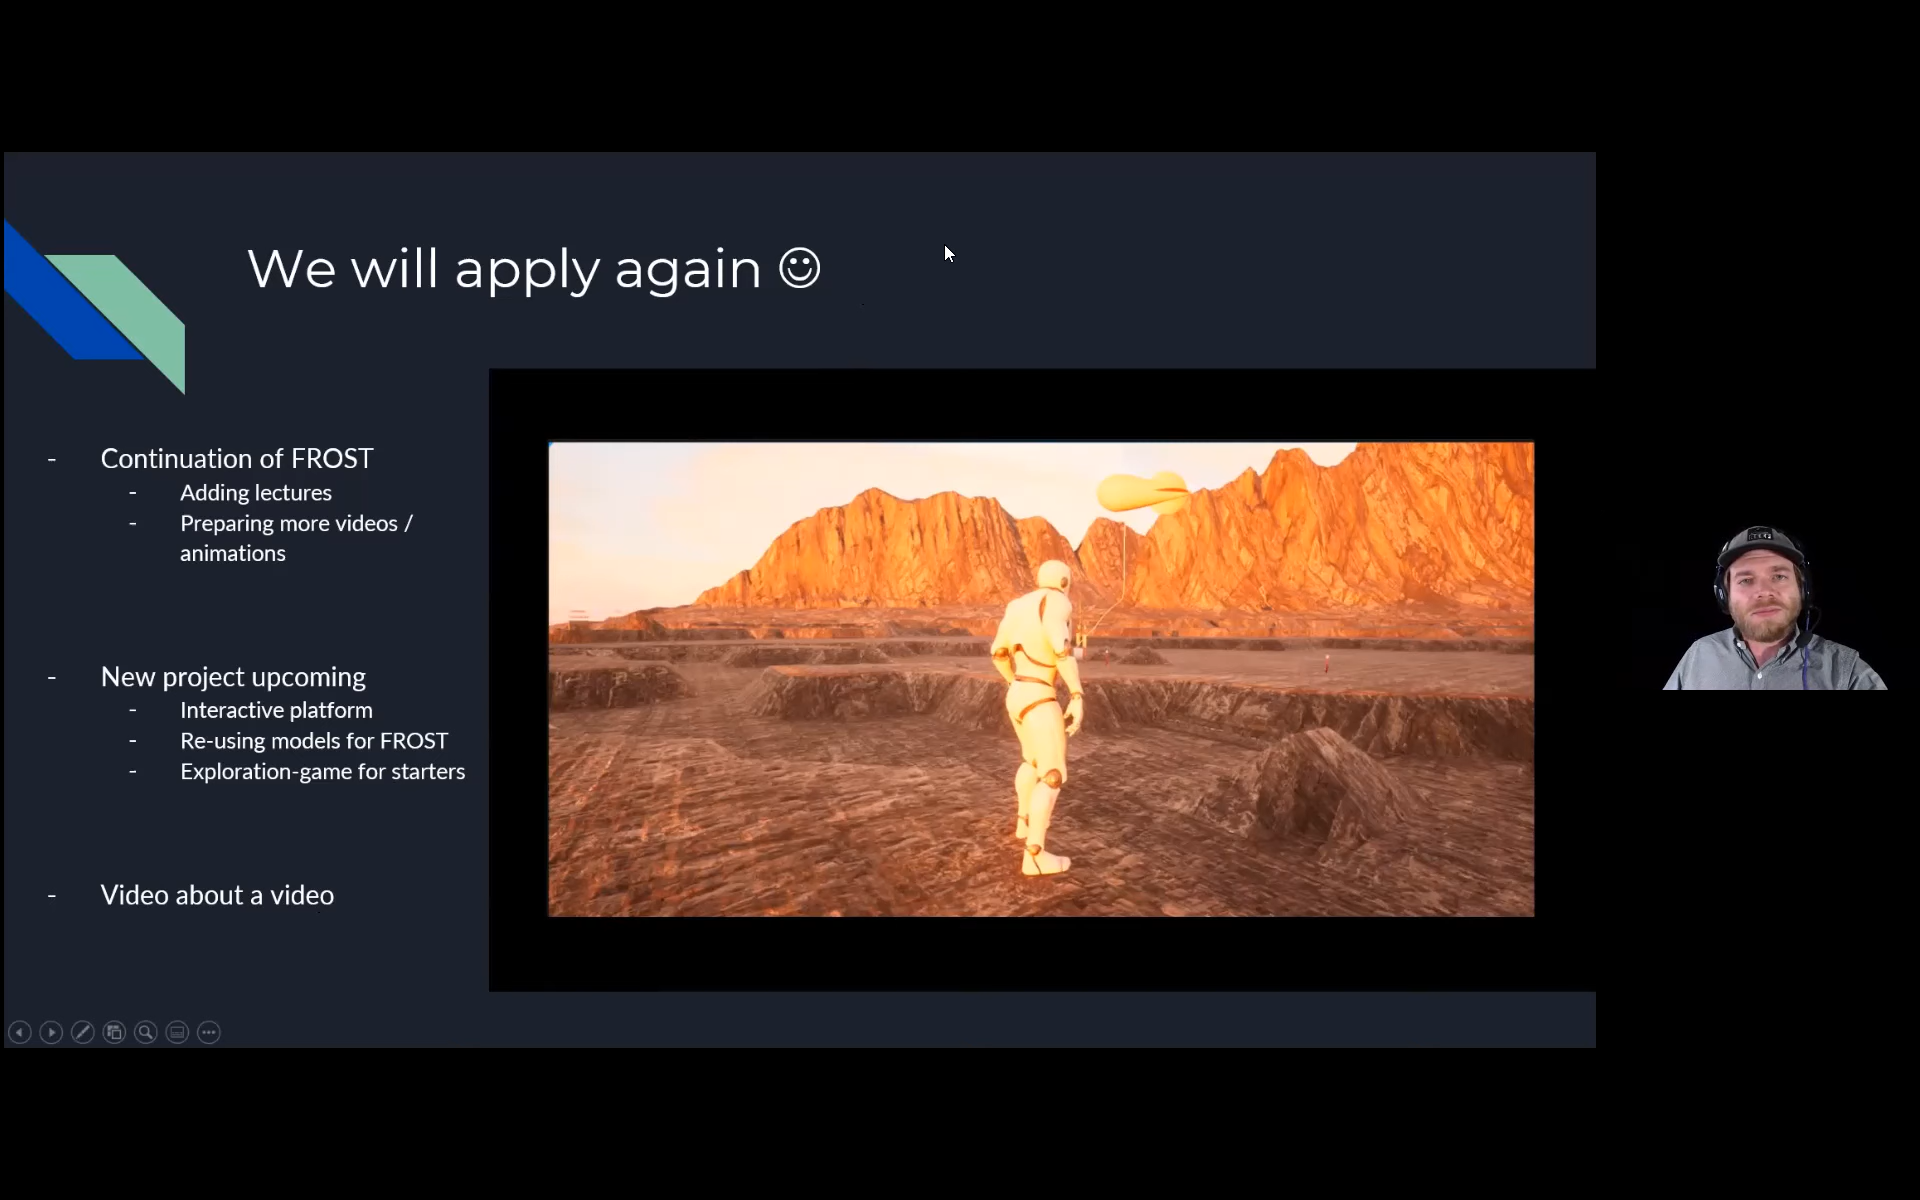 We will apply again ☺
- Continuation of FROST
- Adding lectures
- Preparing more videos /
animations
- New project upcoming
- Interactive platform
- Re-using models for FROST
- Exploration-game for starters
- Video about a video